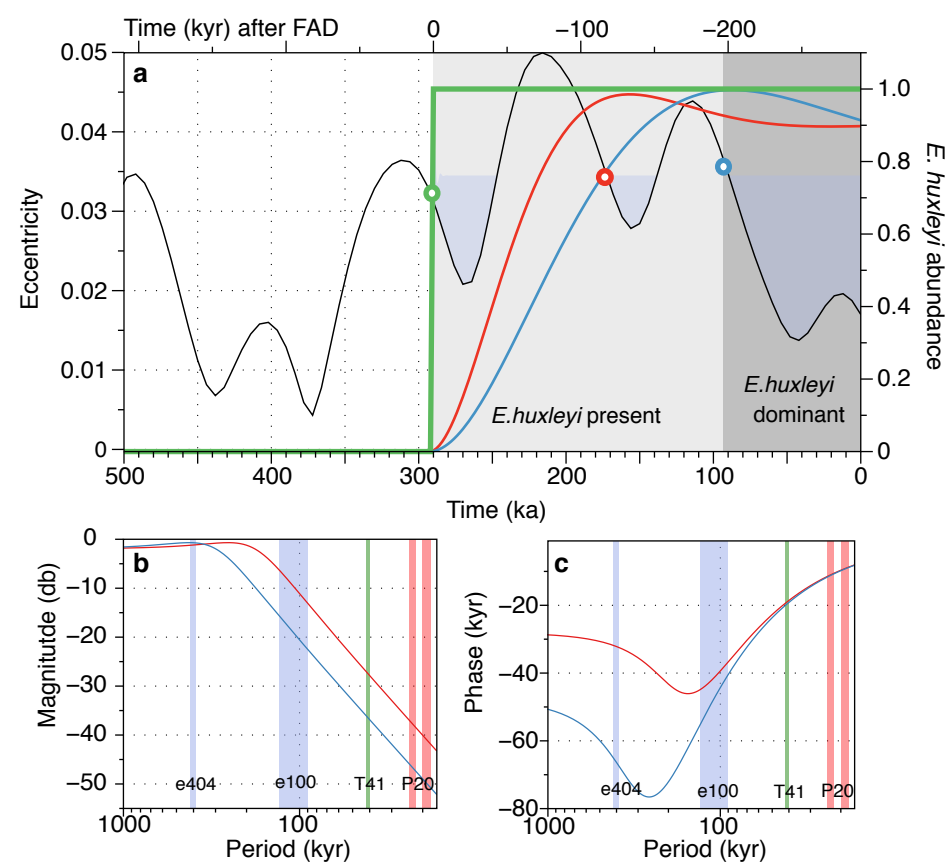 Time (kyr) after FAD
0 −100 −200
a
0.05
0.04
0.03
0.02
0.01
0
Eccentricity
1.0
0.8
0.6
0.4
0.2
0
E. huxleyi abundance
E.huxleyi present
E.huxleyi
dominant
500 400 300 200 100 0
Time (ka)
b
0
−10
−20
−30
−40
−50
Magnitutde (db)
e404 e100 T41 P20
1000 100
Period (kyr)
c
−20
−40
−60
−80
Phase (kyr)
e404 e100 T41 P20
1000 100
Period (kyr)